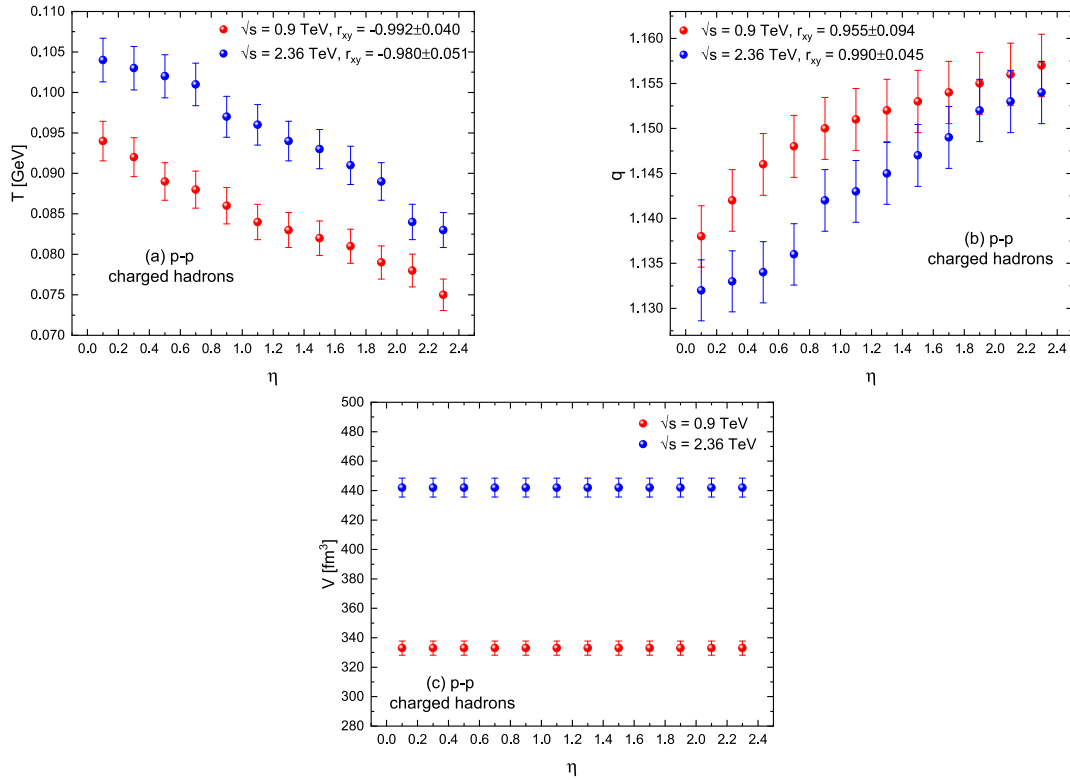 √s = 0.9 TeV, r_xy = -0.992±0.040
√s = 2.36 TeV, r_xy = -0.980±0.051
0.105
0.100
0.095
0.090
0.085
0.080
0.075
0.070
T [GeV]
(a) p-p
charged hadrons
0.0 0.2 0.4 0.6 0.8 1.0 1.2 1.4 1.6 1.8 2.0 2.2 2.4
η
√s = 0.9 TeV, r_xy = 0.955±0.094
√s = 2.36 TeV, r_xy = 0.990±0.045
1.160
1.155
1.150
1.145
1.140
1.135
1.130
q
(b) p-p
charged hadrons
0.0 0.2 0.4 0.6 0.8 1.0 1.2 1.4 1.6 1.8 2.0 2.2 2.4
η
√s = 0.9 TeV
√s = 2.36 TeV
500
480
460
440
420
400
380
360
340
320
300
280
V [fm³]
(c) p-p
charged hadrons
0.0 0.2 0.4 0.6 0.8 1.0 1.2 1.4 1.6 1.8 2.0 2.2 2.4
η